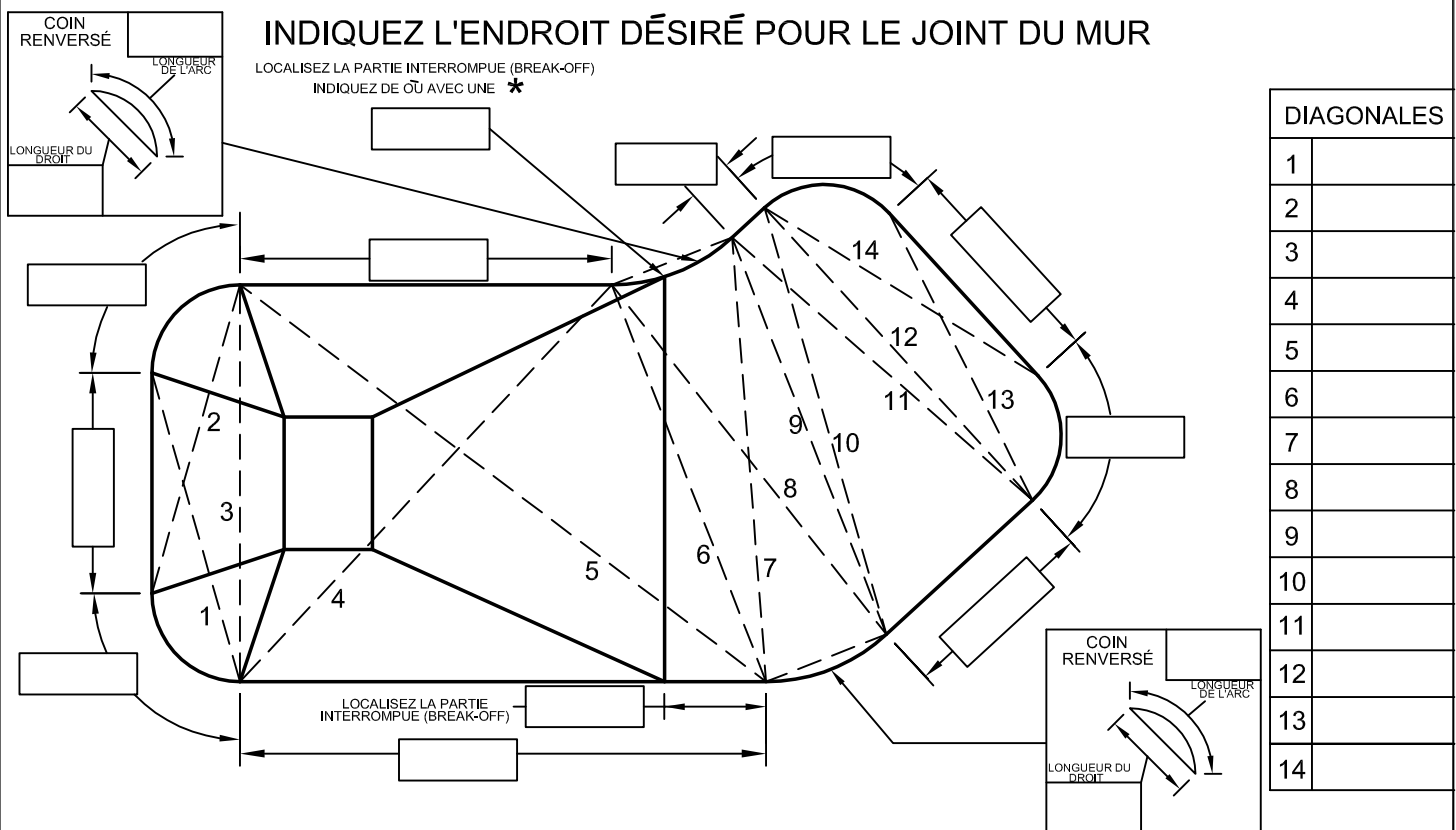 COIN
RENVERSÉ
LONGUEUR
DE L'ARC
LONGUEUR DU
DROIT
INDIQUEZ L'ENDROIT DÉSIRÉ POUR LE JOINT DU MUR
LOCALISEZ LA PARTIE INTERROMPUE (BREAK-OFF)
INDIQUEZ DE OÙ AVEC UNE *
14
12
11
13
2
9
10
3
8
6
7
5
4
1
LOCALISEZ LA PARTIE
INTERROMPUE (BREAK-OFF)
COIN
RENVERSÉ
LONGUEUR
DE L'ARC
LONGUEUR DU
DROIT
DIAGONALES
1
2
3
4
5
6
7
8
9
10
11
12
13
14